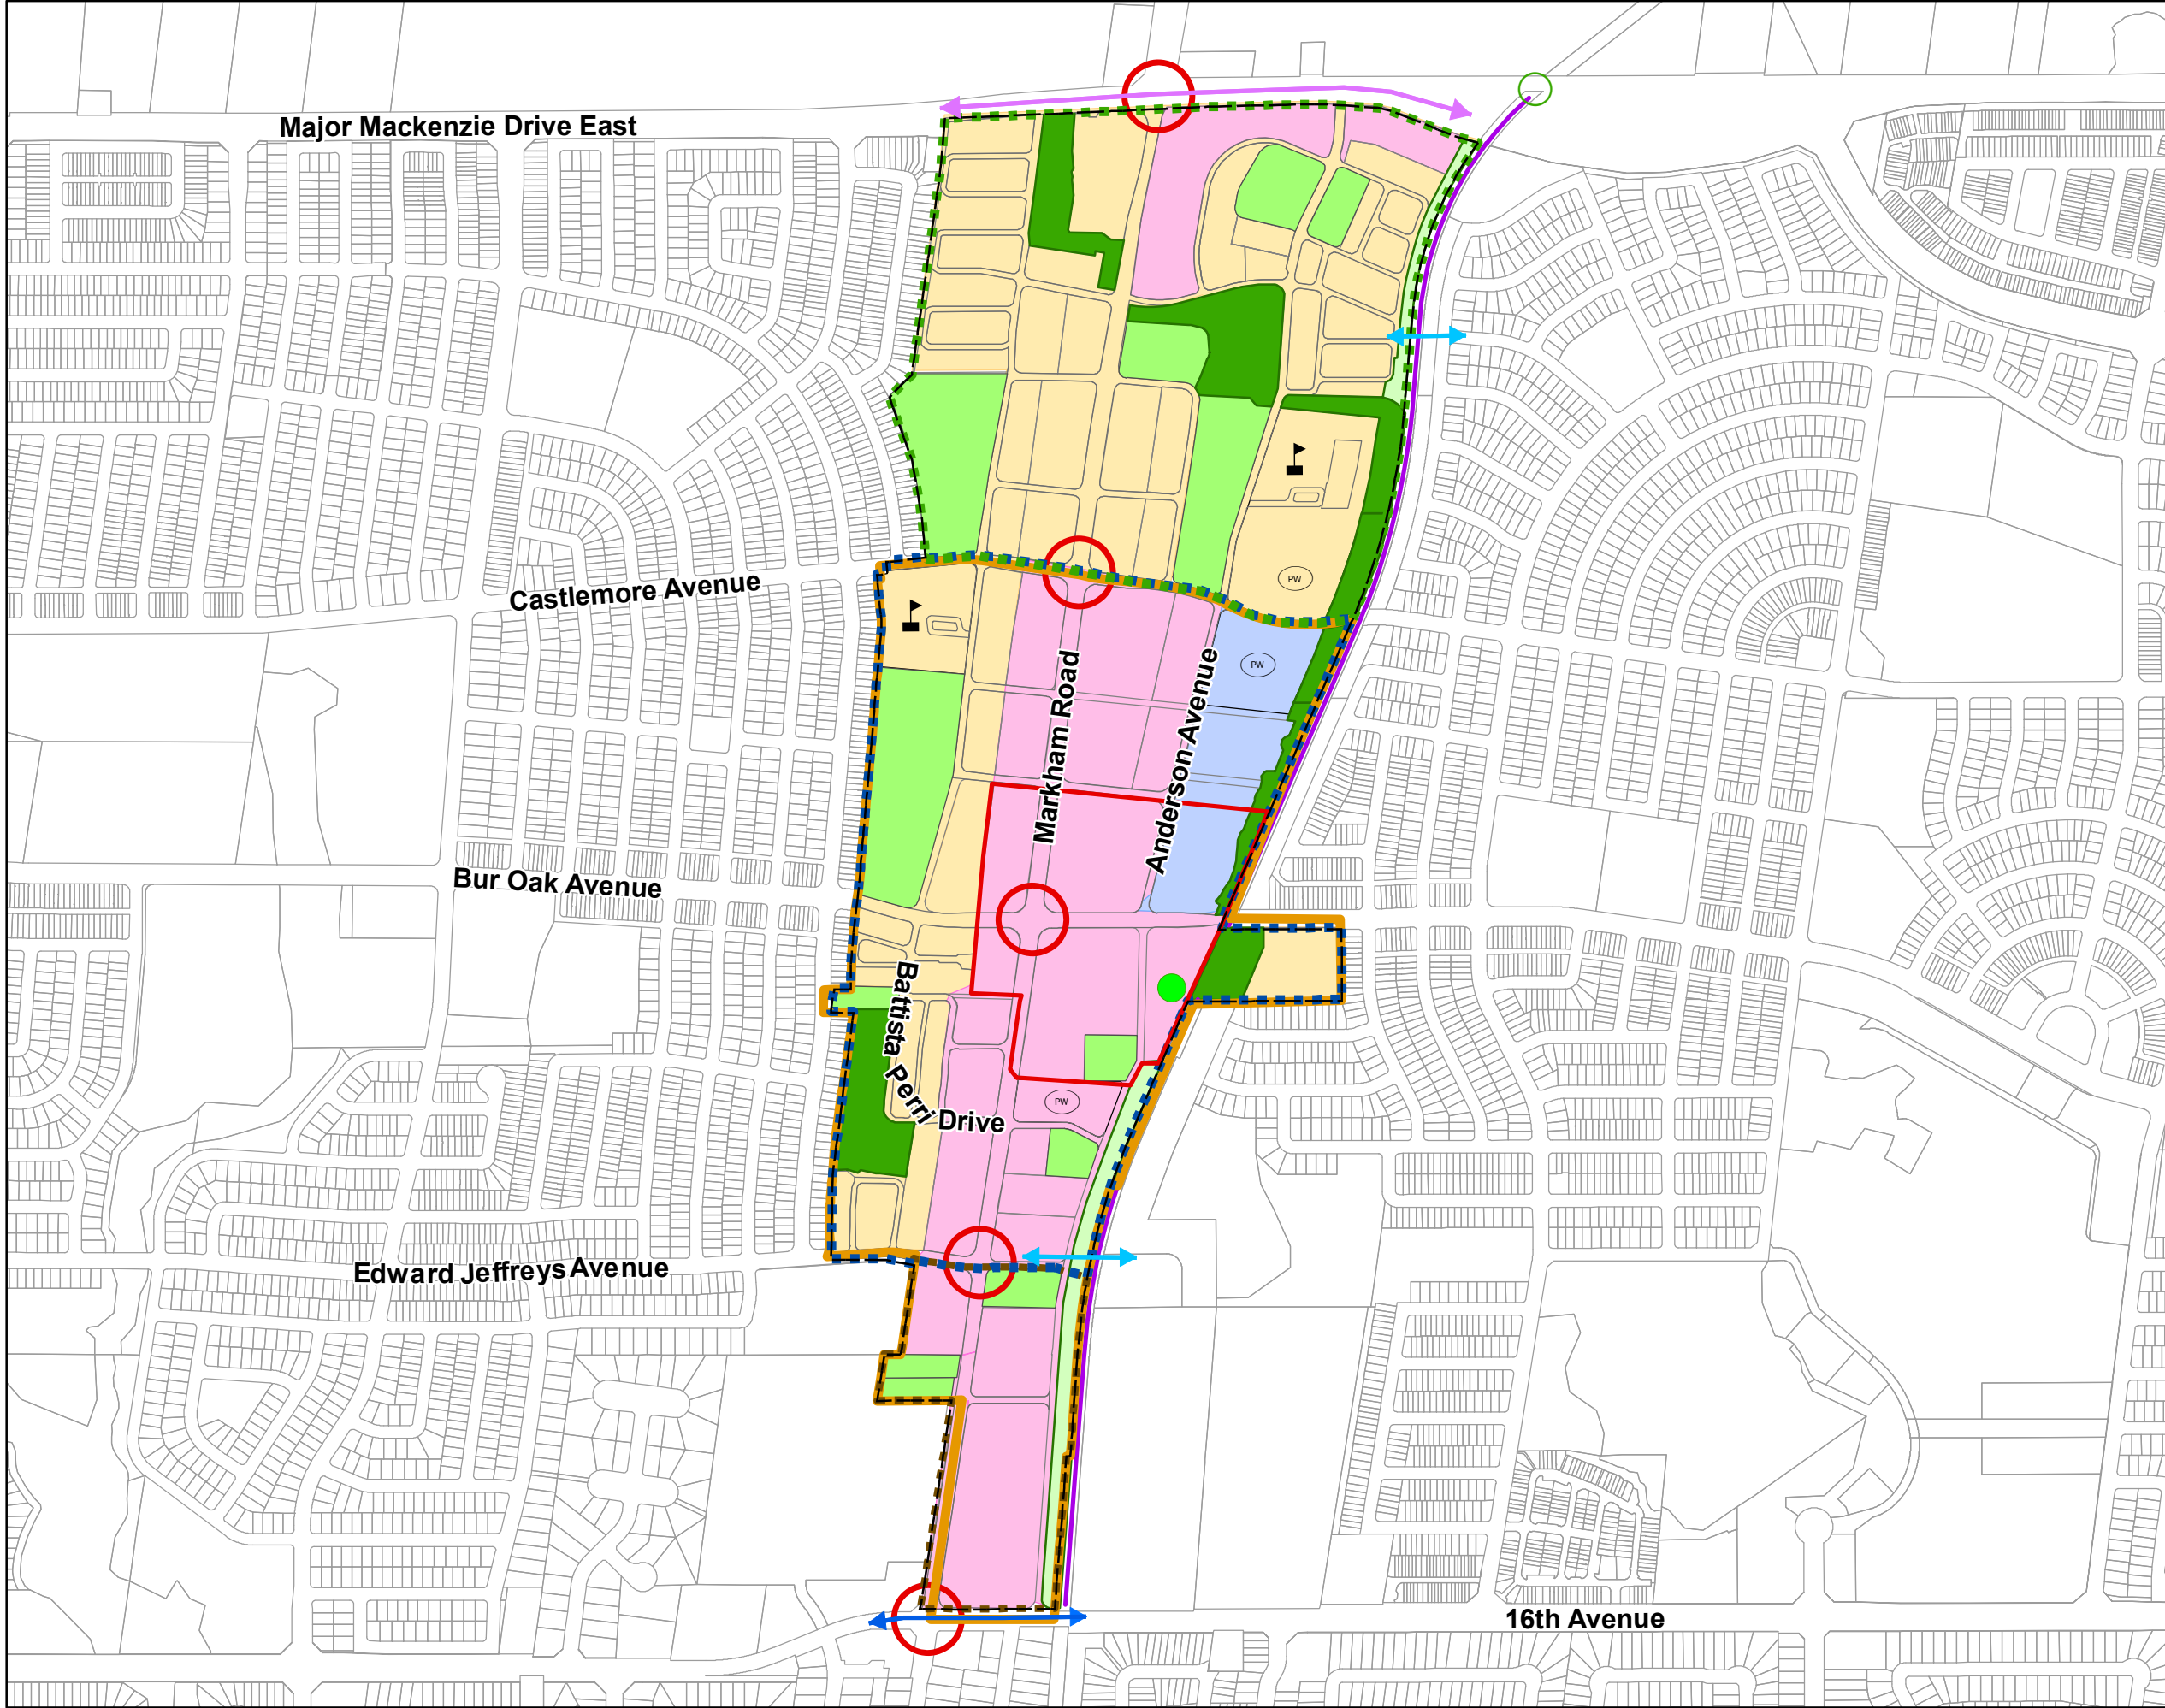 Major Mackenzie Drive East
PW
Castlemore Avenue
PW
Markham Road
Anderson Avenue
Bur Oak Avenue
Battista Perri Drive
PW
Edward Jeffreys Avenue
16th Avenue